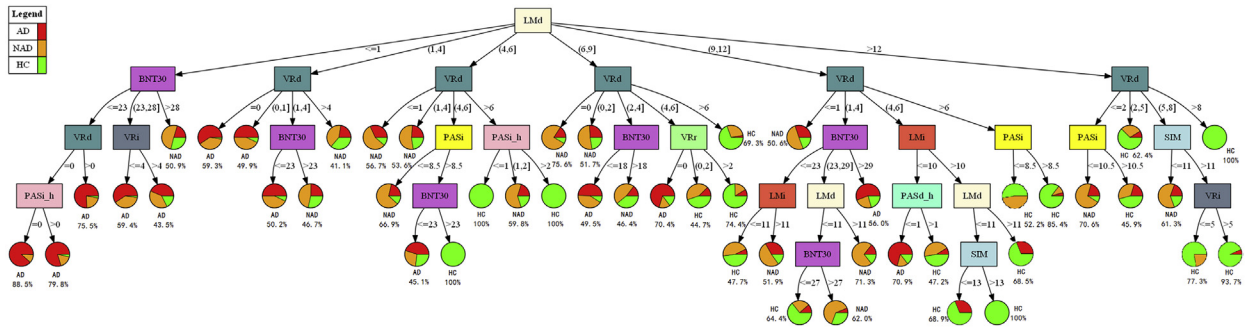 Legend
AD
NAD
HC
LMd
<=1
(1,4]
(4,6]
(6,9]
(9,12]
>12
BNT30
VRd
VRd
VRd
VRd
VRd
<=23
(23,28]
>28
=0
(0,1]
(1,4]
>4
<=1
(1,4]
(4,6]
>6
=0
(0,2]
(2,4]
(4,6]
>6
<=1
(1,4]
(4,6]
>6
<=2
(2,5]
(5,8]
>8
VRd
VRi
NAD
50.9%
AD
59.3%
AD
49.9%
BNT30
NAD
41.1%
NAD
56.7%
NAD
53.6%
PASi
PASi_h
NAD
75.6%
NAD
51.7%
BNT30
VRr
HC
69.3%
NAD
50.6%
BNT30
LMi
PASi
PASi
HC
62.4%
SIM
HC
100%
=0
>0
<=4
>4
<=23
>23
<=8.5
>8.5
<=1
(1,2]
>2
<=18
>18
=0
(0,2]
>2
<=23
(23,29]
>29
<=10
>10
<=8.5
>8.5
<=10.5
>10.5
<=11
>11
PASi_h
AD
75.5%
AD
59.4%
AD
43.5%
AD
50.2%
NAD
46.7%
NAD
66.9%
BNT30
HC
100%
NAD
59.8%
HC
100%
NAD
49.5%
NAD
46.4%
AD
70.4%
NAD
44.7%
HC
74.4%
LMi
LMd
AD
56.0%
PASd_h
LMd
HC
52.2%
HC
85.4%
NAD
70.6%
HC
45.9%
NAD
61.3%
VRi
=0
>0
<=23
>23
<=11
>11
<=11
>11
<=1
>1
<=11
>11
<=5
>5
AD
88.5%
AD
79.8%
AD
45.1%
HC
100%
HC
47.7%
NAD
51.9%
BNT30
NAD
71.3%
AD
70.9%
HC
47.2%
SIM
HC
68.5%
HC
77.3%
HC
93.7%
<=27
>27
<=13
>13
HC
64.4%
NAD
62.0%
HC
68.9%
HC
100%